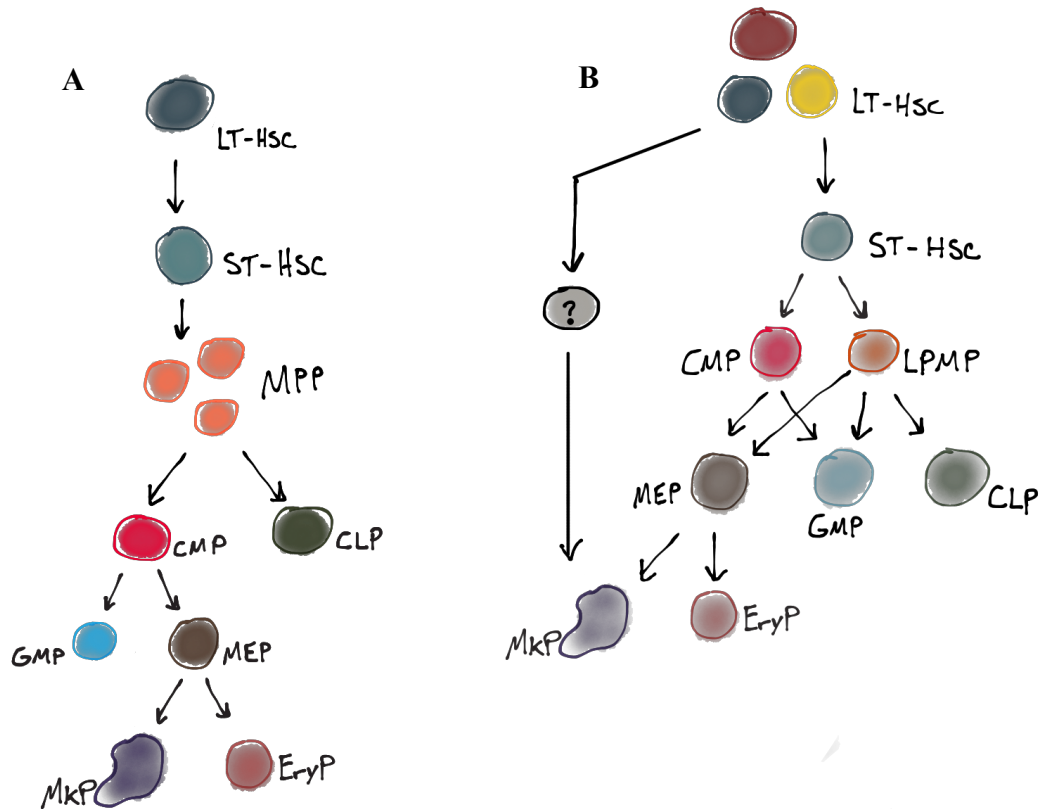 A
LT-HSC
ST-HSC
MPP
CMP
CLP
GMP
MEP
MkP
EryP
B
LT-HSC
ST-HSC
?
CMP
LPMP
MEP
GMP
CLP
MkP
EryP